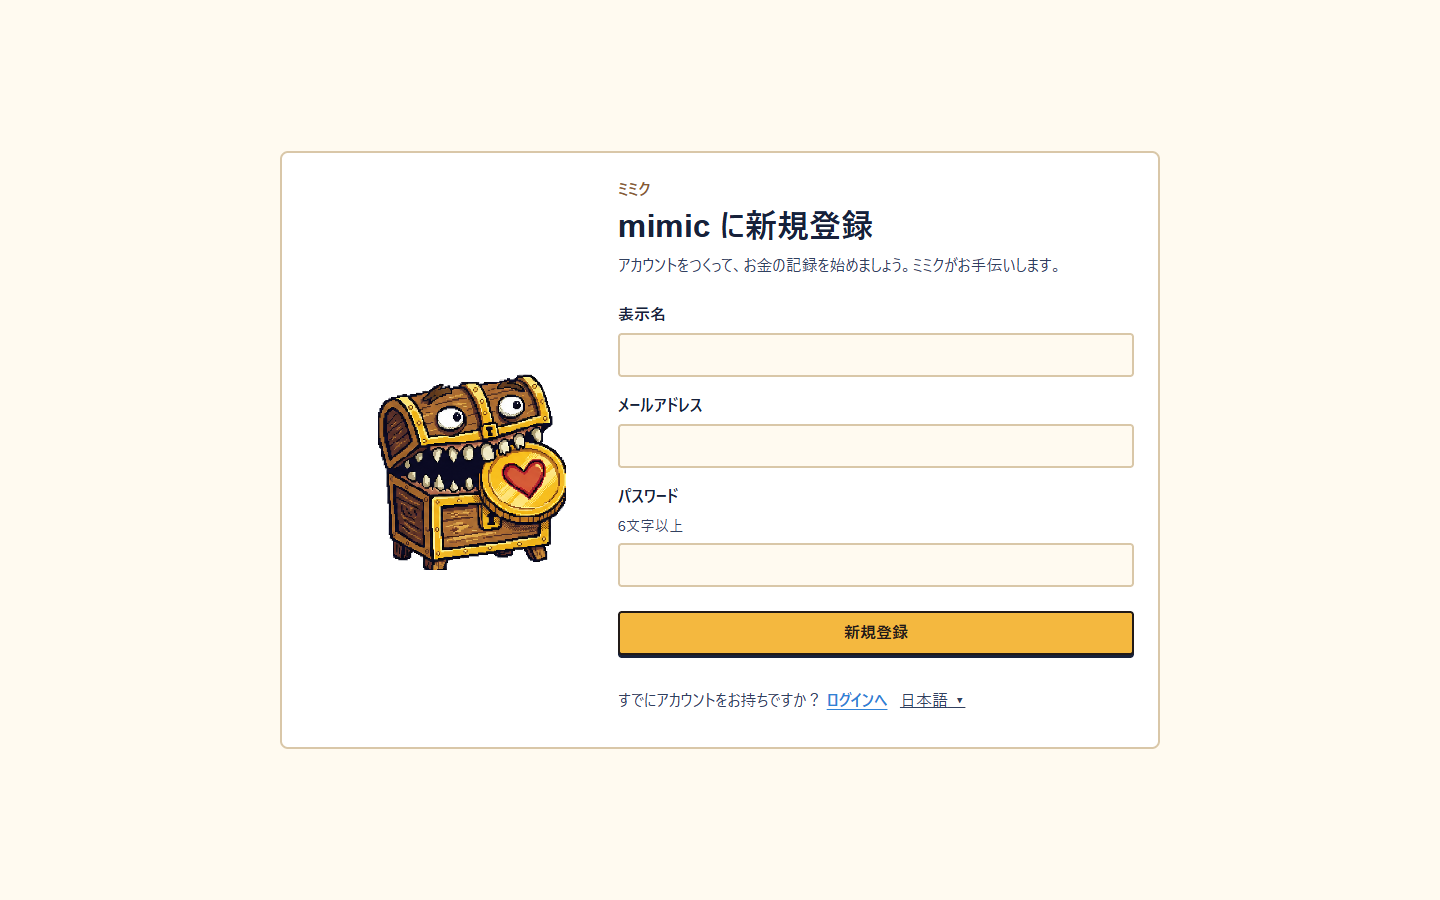 ミミク
mimic に新規登録
アカウントをつくって、お金の記録を始めましょう。ミミクがお手伝いします。
表示名
メールアドレス
パスワード
6文字以上
新規登録
すでにアカウントをお持ちですか？ ログインへ 日本語 ▾